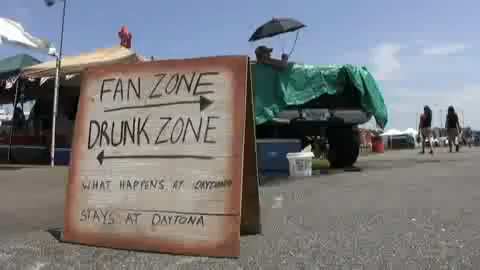 FAN ZONE
DRUNK ZONE
WHAT HAPPENS AT DAYTONA
STAYS AT DAYTONA